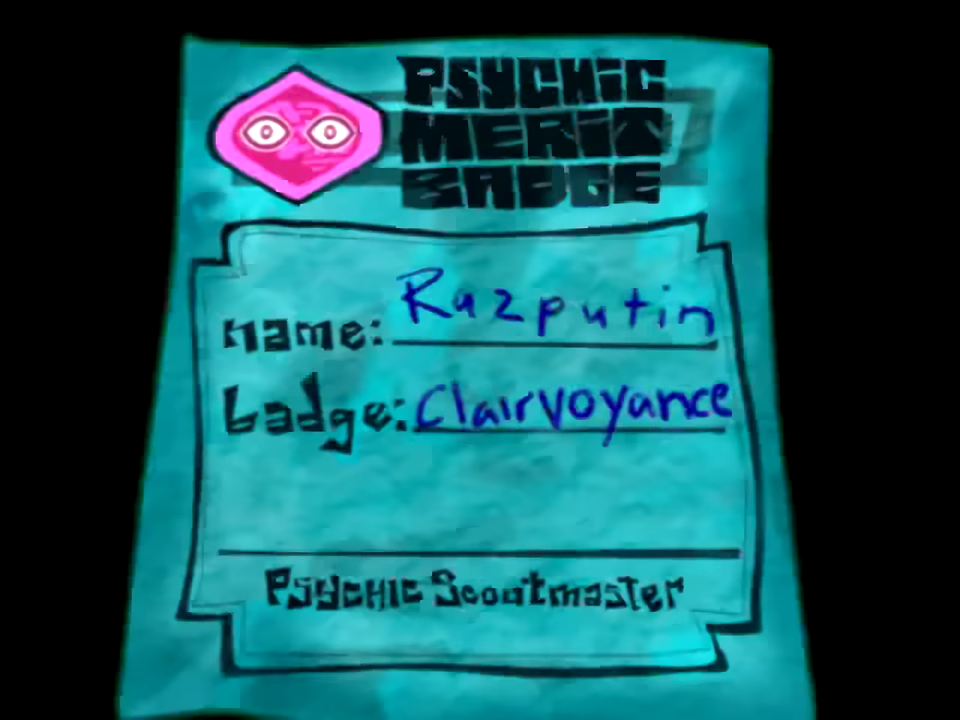 PSYCHIC
MERIT
BADGE
name: Razputin
badge: Clairvoyance
Psychic Scoutmaster